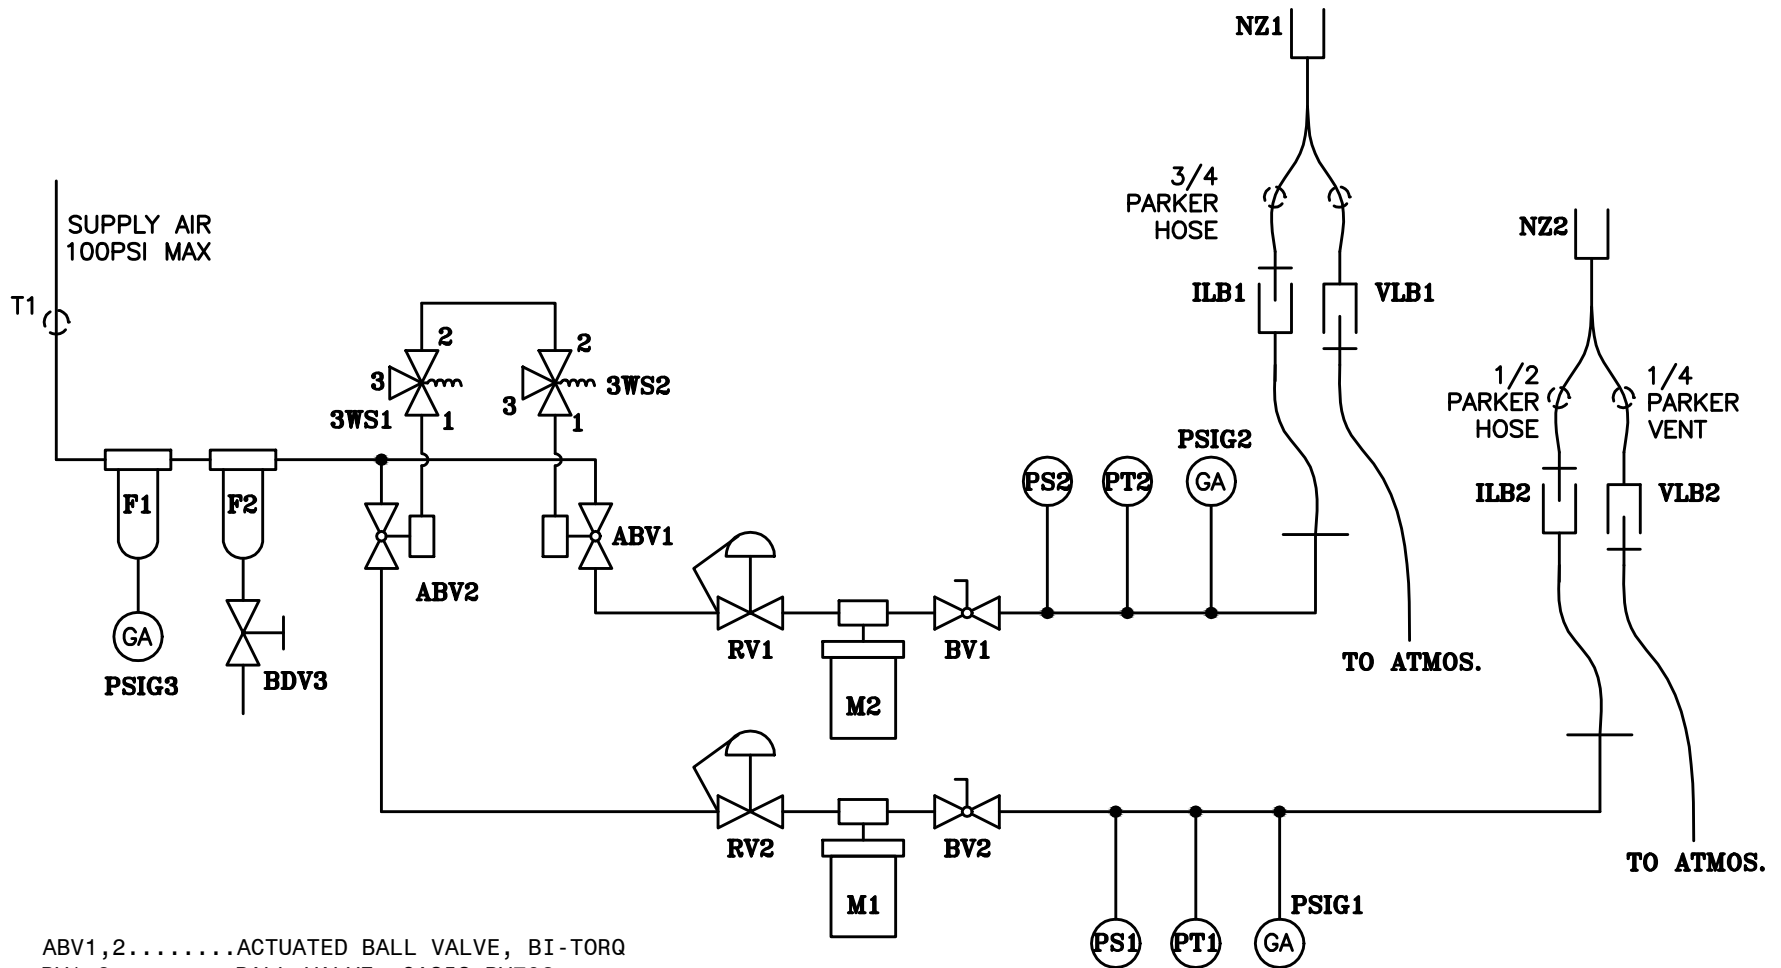 NZ1
3/4
PARKER
HOSE
SUPPLY AIR
100PSI MAX
NZ2
T1
ILB1
VLB1
2
2
3
3WS2
1/2
PARKER
HOSE
1/4
PARKER
VENT
3
3WS1
1
1
PSIG2
F1
F2
PS2
PT2
GA
ILB2
VLB2
ABV1
ABV2
GA
RV1
BV1
TO ATMOS.
PSIG3
BDV3
M2
RV2
BV2
TO ATMOS.
M1
PSIG1
PS1
PT1
GA
ABV1,2........ACTUATED BALL VALVE, BI-TORQ